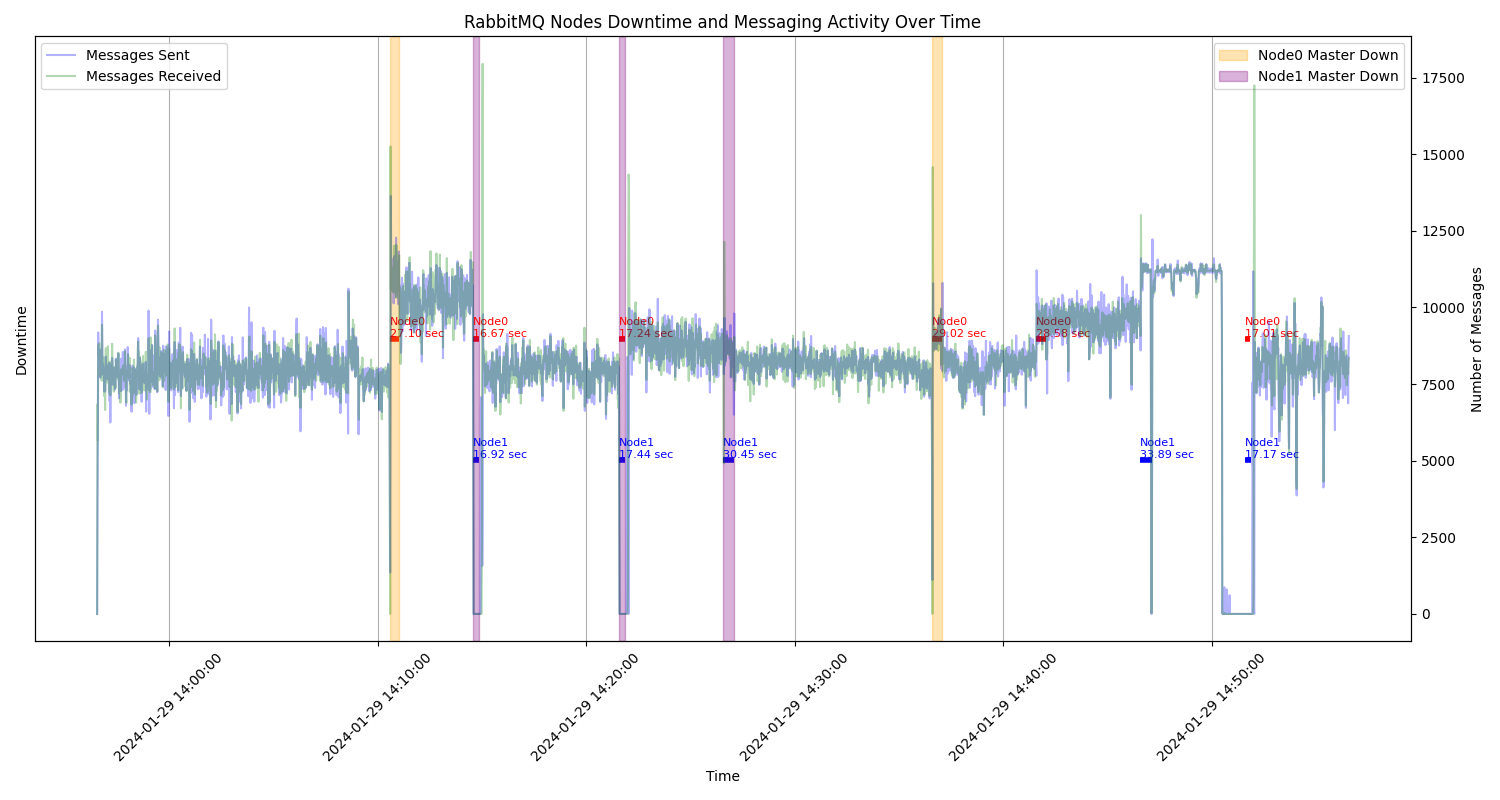 RabbitMQ Nodes Downtime and Messaging Activity Over Time
Messages Sent
Messages Received
Node0 Master Down
Node1 Master Down
17500
15000
12500
10000
7500
5000
2500
0
Downtime
Number of Messages
Node0
27.10 sec
Node0
16.67 sec
Node0
17.24 sec
Node0
29.02 sec
Node0
28.58 sec
Node0
17.01 sec
Node1
16.92 sec
Node1
17.44 sec
Node1
30.45 sec
Node1
33.89 sec
Node1
17.17 sec
2024-01-29 14:00:00
2024-01-29 14:10:00
2024-01-29 14:20:00
2024-01-29 14:30:00
2024-01-29 14:40:00
2024-01-29 14:50:00
Time